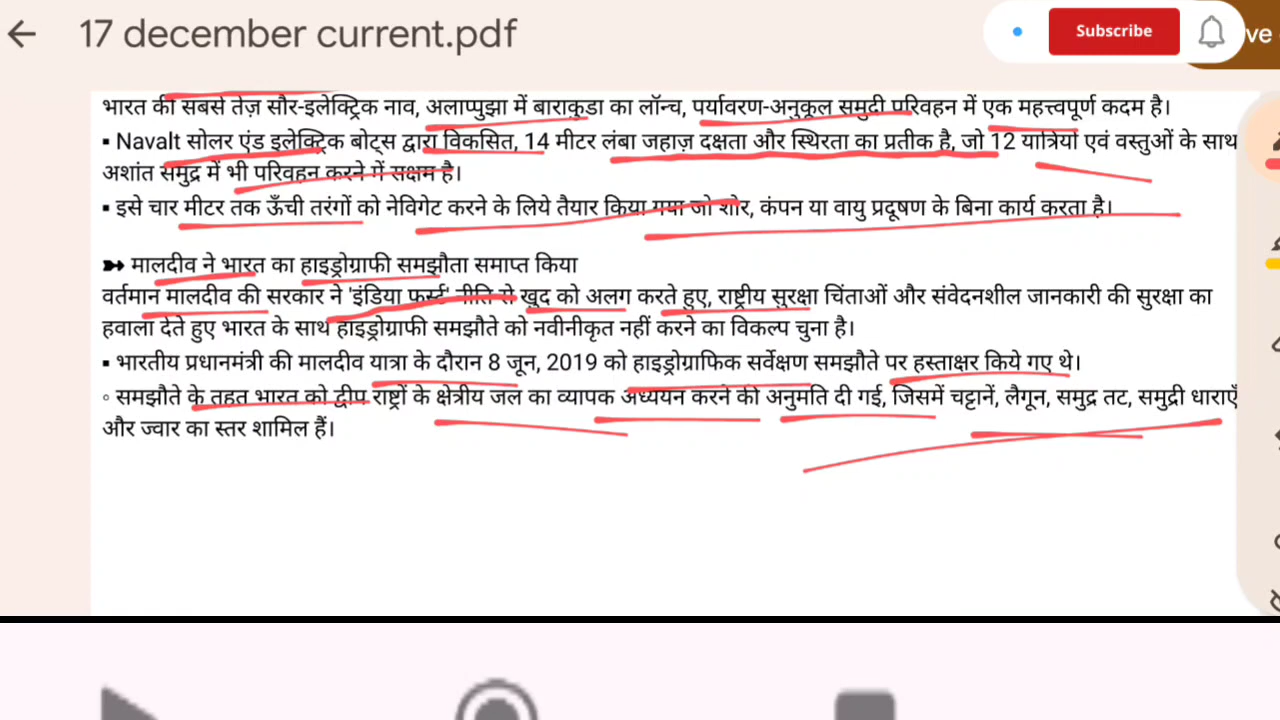 17 december current.pdf
Subscribe
ve
भारत की सबसे तेज़ सौर-इलेक्ट्रिक नाव, अलाप्पुझा में बाराकुडा का लॉन्च, पर्यावरण-अनुकूल समुद्री परिवहन में एक महत्त्वपूर्ण कदम है।
▪ Navalt सोलर एंड इलेक्ट्रिक बोट्स द्वारा विकसित, 14 मीटर लंबा जहाज़ दक्षता और स्थिरता का प्रतीक है, जो 12 यात्रियों एवं वस्तुओं के साथ
अशांत समुद्र में भी परिवहन करने में सक्षम है।
▪ इसे चार मीटर तक ऊँची तरंगों को नेविगेट करने के लिये तैयार किया गया जो शोर, कंपन या वायु प्रदूषण के बिना कार्य करता है।
➽ मालदीव ने भारत का हाइड्रोग्राफी समझौता समाप्त किया
वर्तमान मालदीव की सरकार ने 'इंडिया फर्स्ट' नीति से खुद को अलग करते हुए, राष्ट्रीय सुरक्षा चिंताओं और संवेदनशील जानकारी की सुरक्षा का
हवाला देते हुए भारत के साथ हाइड्रोग्राफी समझौते को नवीनीकृत नहीं करने का विकल्प चुना है।
▪ भारतीय प्रधानमंत्री की मालदीव यात्रा के दौरान 8 जून, 2019 को हाइड्रोग्राफिक सर्वेक्षण समझौते पर हस्ताक्षर किये गए थे।
◦ समझौते के तहत भारत को द्वीप राष्ट्रों के क्षेत्रीय जल का व्यापक अध्ययन करने की अनुमति दी गई, जिसमें चट्टानें, लैगून, समुद्र तट, समुद्री धाराएँ
और ज्वार का स्तर शामिल हैं।